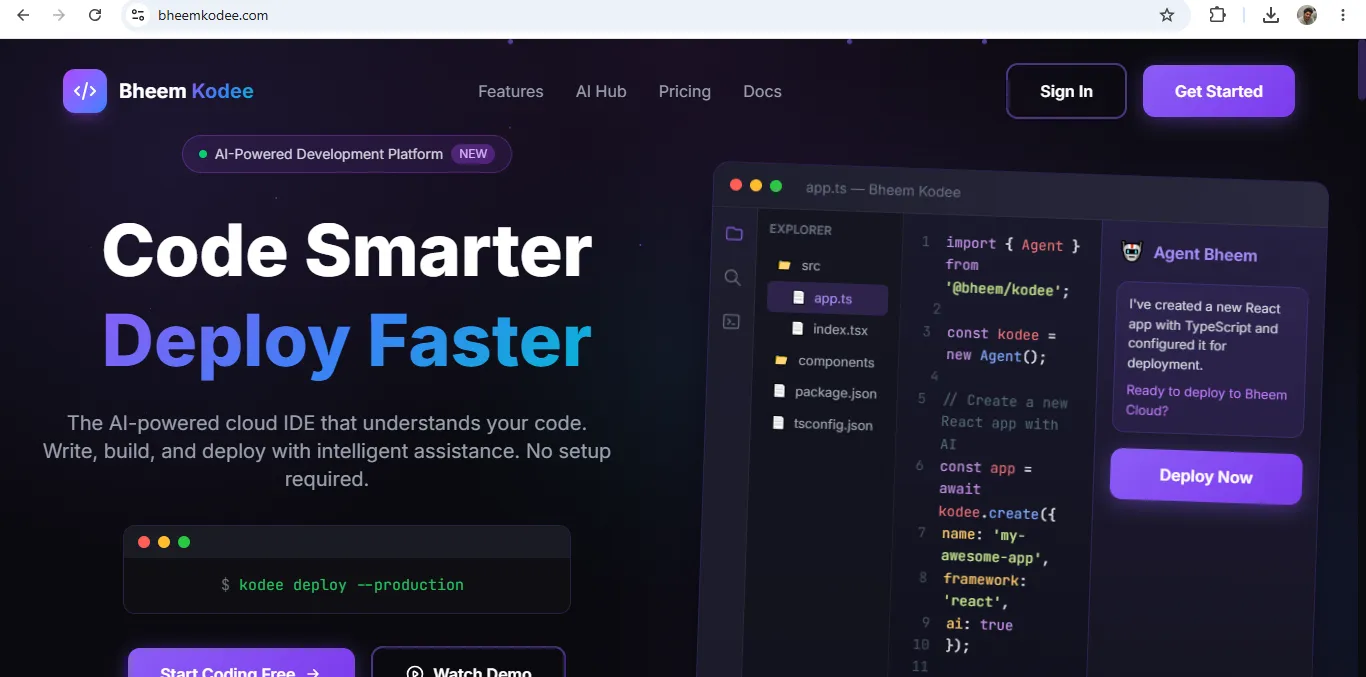 bheemkodee.com
</> Bheem Kodee
Features
AI Hub
Pricing
Docs
Sign In
Get Started
AI-Powered Development Platform NEW
Code Smarter
Deploy Faster
The AI-powered cloud IDE that understands your code.
Write, build, and deploy with intelligent assistance. No setup
required.
$ kodee deploy --production
Start Coding Free →
Watch Demo
app.ts — Bheem Kodee
EXPLORER
src
app.ts
index.tsx
components
package.json
tsconfig.json
1 import { Agent }
from
'@bheem/kodee';
2
3 const kodee =
new Agent();
4
5 // Create a new
React app with
AI
6 const app =
await
kodee.create({
7 name: 'my-
awesome-app',
8 framework:
'react',
9 ai: true
10 });
11
Agent Bheem
I've created a new React
app with TypeScript and
configured it for
deployment.
Ready to deploy to Bheem
Cloud?
Deploy Now